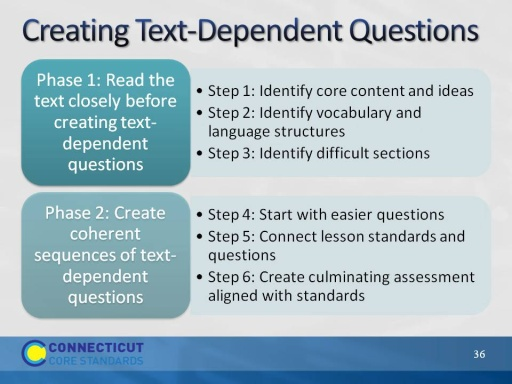 Creating Text-Dependent Questions
Phase 1: Read the
text closely before
creating text-
dependent
questions
• Step 1: Identify core content and ideas
• Step 2: Identify vocabulary and
language structures
• Step 3: Identify difficult sections
Phase 2: Create
coherent
sequences of text-
dependent
questions
• Step 4: Start with easier questions
• Step 5: Connect lesson standards and
questions
• Step 6: Create culminating assessment
aligned with standards
CONNECTICUT
CORE STANDARDS
36